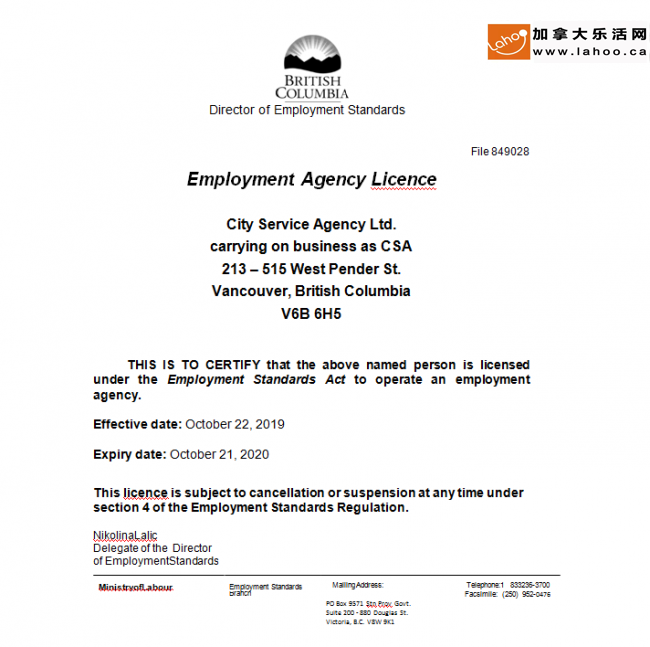 加拿大乐活网
Lahoo
www.lahoo.ca
BRITISH
COLUMBIA
Director of Employment Standards
File 849028
Employment Agency Licence
City Service Agency Ltd.
carrying on business as CSA
213 – 515 West Pender St.
Vancouver, British Columbia
V6B 6H5
THIS IS TO CERTIFY that the above named person is licensed
under the Employment Standards Act to operate an employment
agency.
Effective date: October 22, 2019
Expiry date: October 21, 2020
This licence is subject to cancellation or suspension at any time under
section 4 of the Employment Standards Regulation.
NikolinaLalic
Delegate of the Director
of EmploymentStandards
MinistryofLabour
Employment Standards
Branch
Mailing Address:
PO Box 9571 Stn Prov Govt.
Suite 200 - 880 Douglas St.
Victoria, B.C. V8W 9K1
Telephone:1 833236-3700
Facsimile: (250) 952-0476